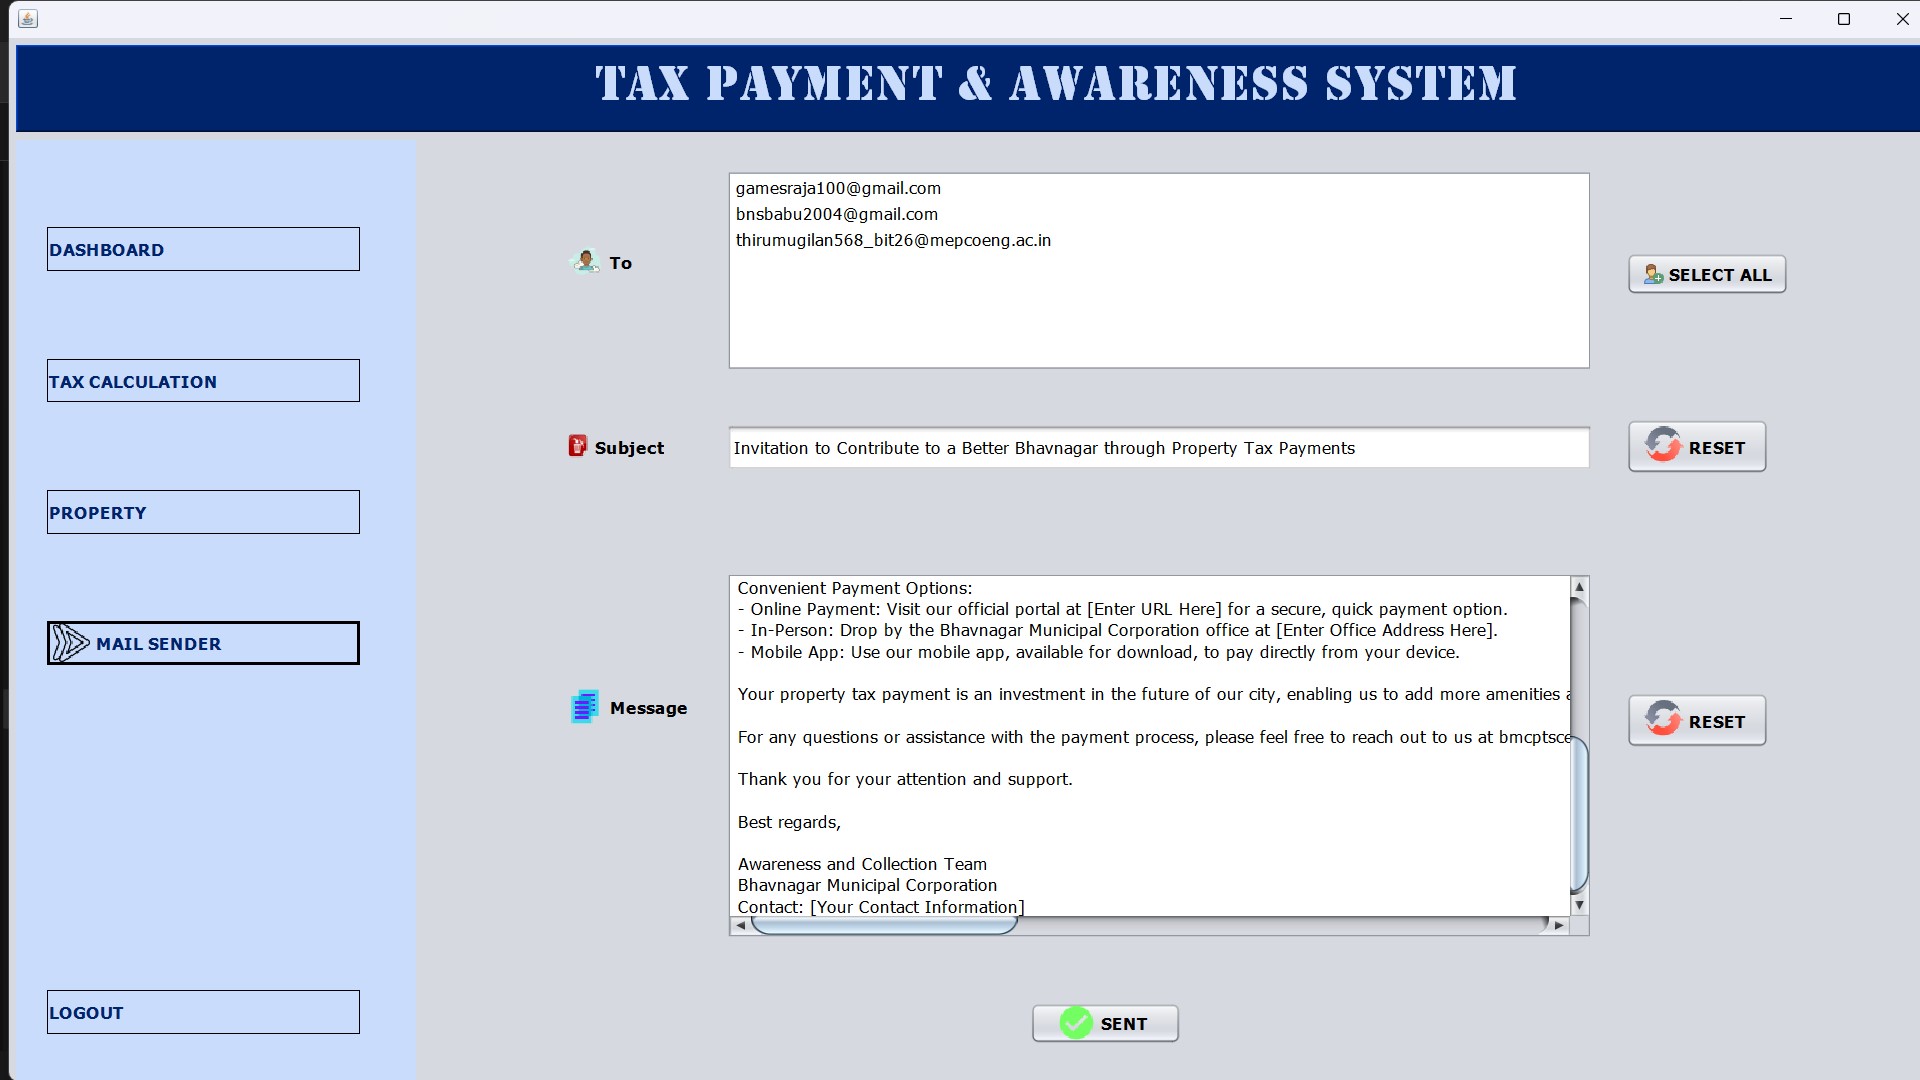 TAX PAYMENT & AWARENESS SYSTEM
DASHBOARD
TAX CALCULATION
PROPERTY
MAIL SENDER
LOGOUT
To
gamesraja100@gmail.com
bnsbabu2004@gmail.com
thirumugilan568_bit26@mepcoeng.ac.in
SELECT ALL
Subject
Invitation to Contribute to a Better Bhavnagar through Property Tax Payments
RESET
Message
Convenient Payment Options:
- Online Payment: Visit our official portal at [Enter URL Here] for a secure, quick payment option.
- In-Person: Drop by the Bhavnagar Municipal Corporation office at [Enter Office Address Here].
- Mobile App: Use our mobile app, available for download, to pay directly from your device.
Your property tax payment is an investment in the future of our city, enabling us to add more amenities
For any questions or assistance with the payment process, please feel free to reach out to us at bmcptsce
Thank you for your attention and support.
Best regards,
Awareness and Collection Team
Bhavnagar Municipal Corporation
Contact: [Your Contact Information]
RESET
SENT